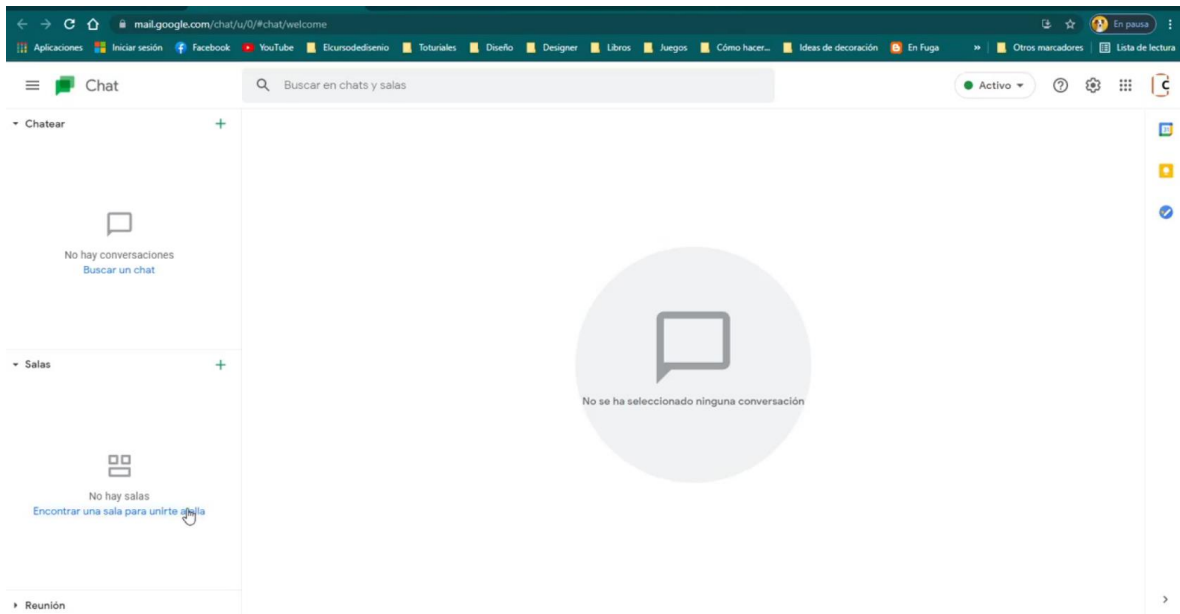 mail.google.com/chat/u/0/#chat/welcome
En pausa
Aplicaciones Iniciar sesión Facebook YouTube Elcursodedisenio Toturiales Diseño Designer Libros Juegos Cómo hacer... Ideas de decoración En Fuga » Otros marcadores Lista de lectura
Chat
Buscar en chats y salas
Activo
Chatear
No hay conversaciones
Buscar un chat
No se ha seleccionado ninguna conversación
Salas
No hay salas
Encontrar una sala para unirte a ella
Reunión